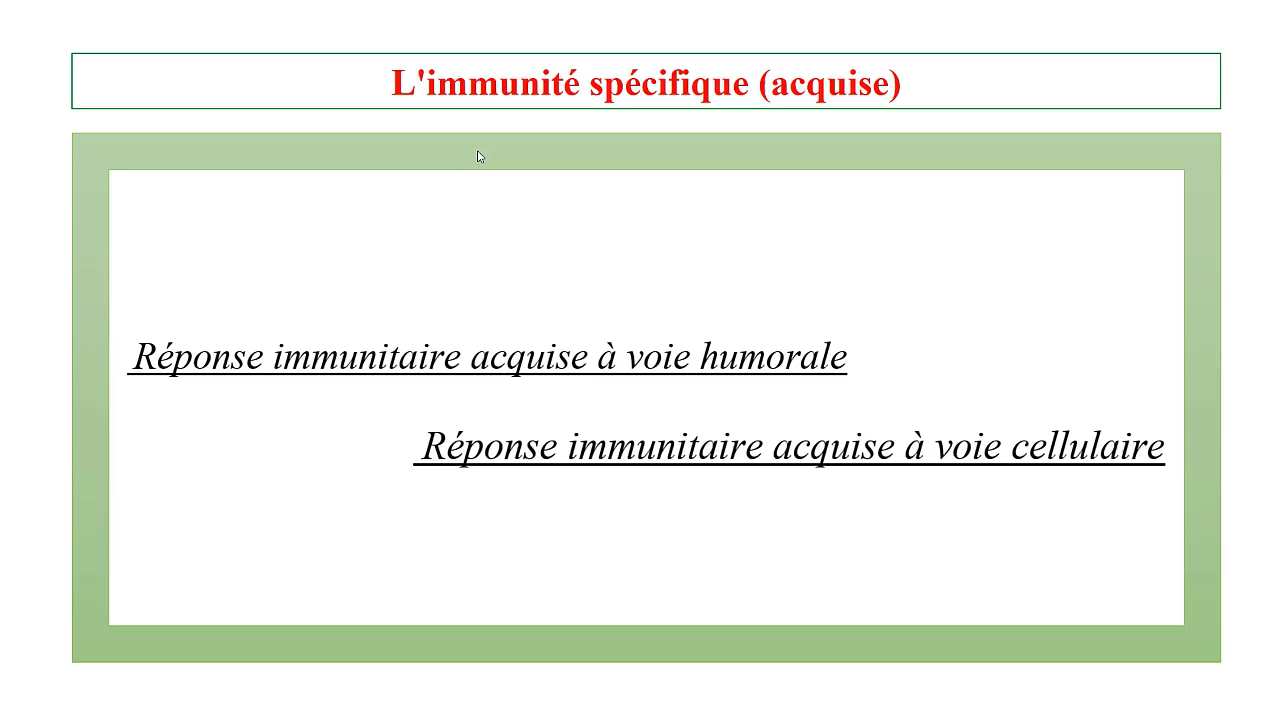 L'immunité spécifique (acquise)
Réponse immunitaire acquise à voie humorale
Réponse immunitaire acquise à voie cellulaire